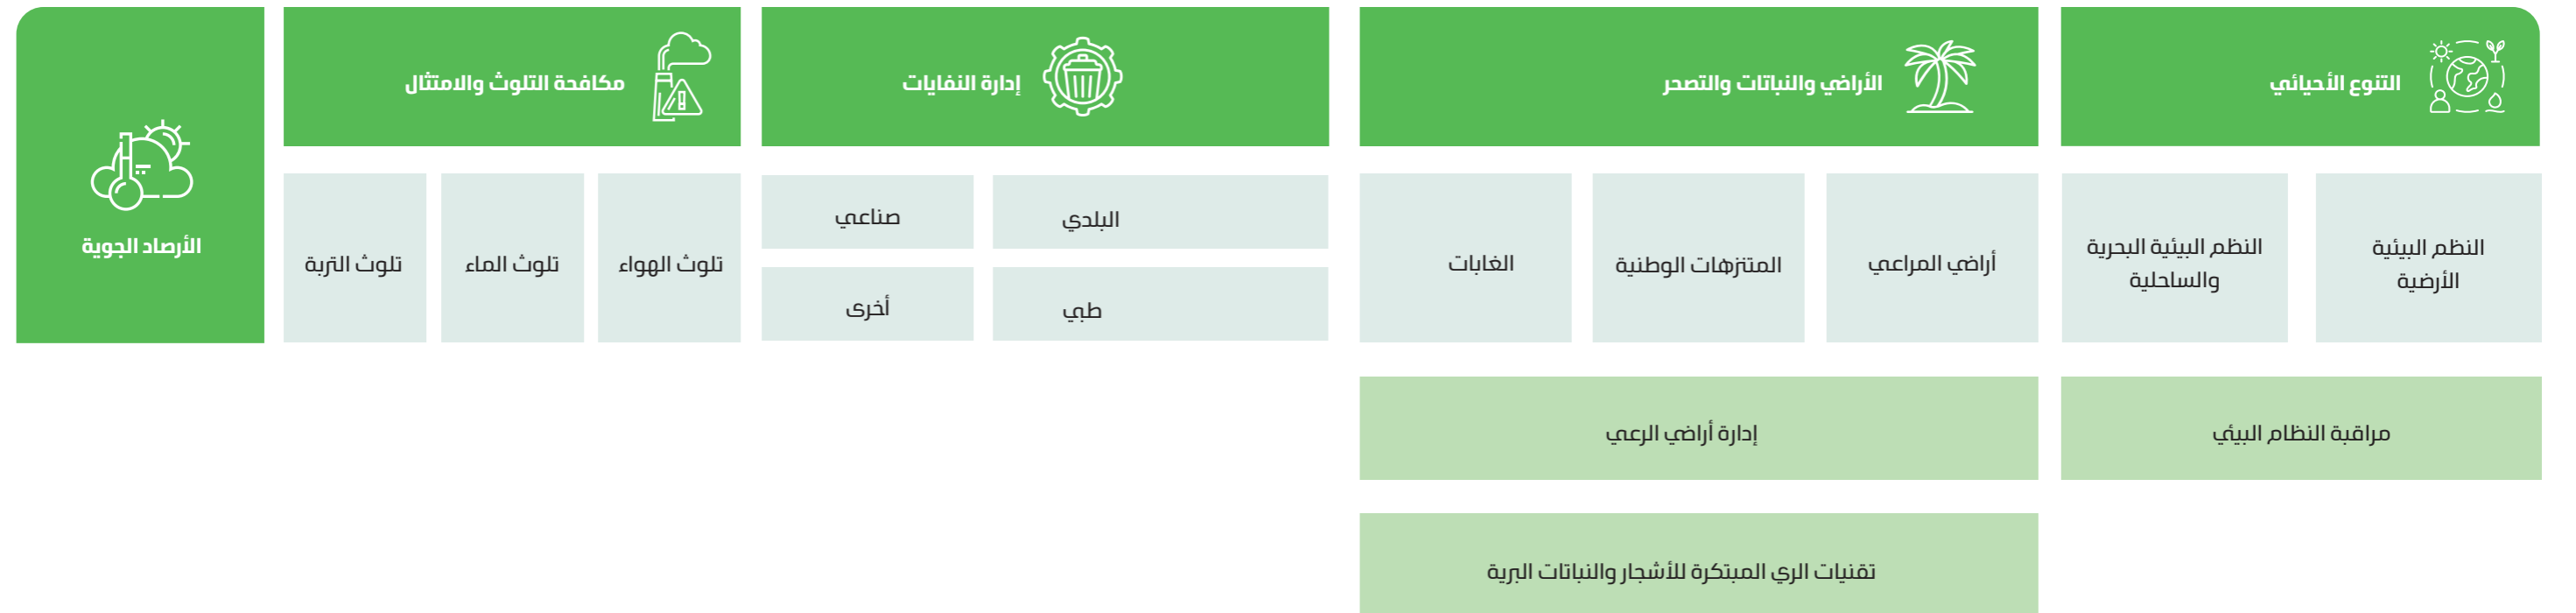 التنوع الأحيائي
الأراضي والنباتات والتصحر
إدارة النفايات
مكافحة التلوث والامتثال
الأرصاد الجوية
النظم البيئية
الأرضية
النظم البيئية البحرية
والساحلية
أراضي المراعي
المتنزهات الوطنية
الغابات
البلدي
صناعي
طبي
أخرى
تلوث الهواء
تلوث الماء
تلوث التربة
مراقبة النظام البيئي
إدارة أراضي الرعي
تقنيات الري المبتكرة للأشجار والنباتات البرية